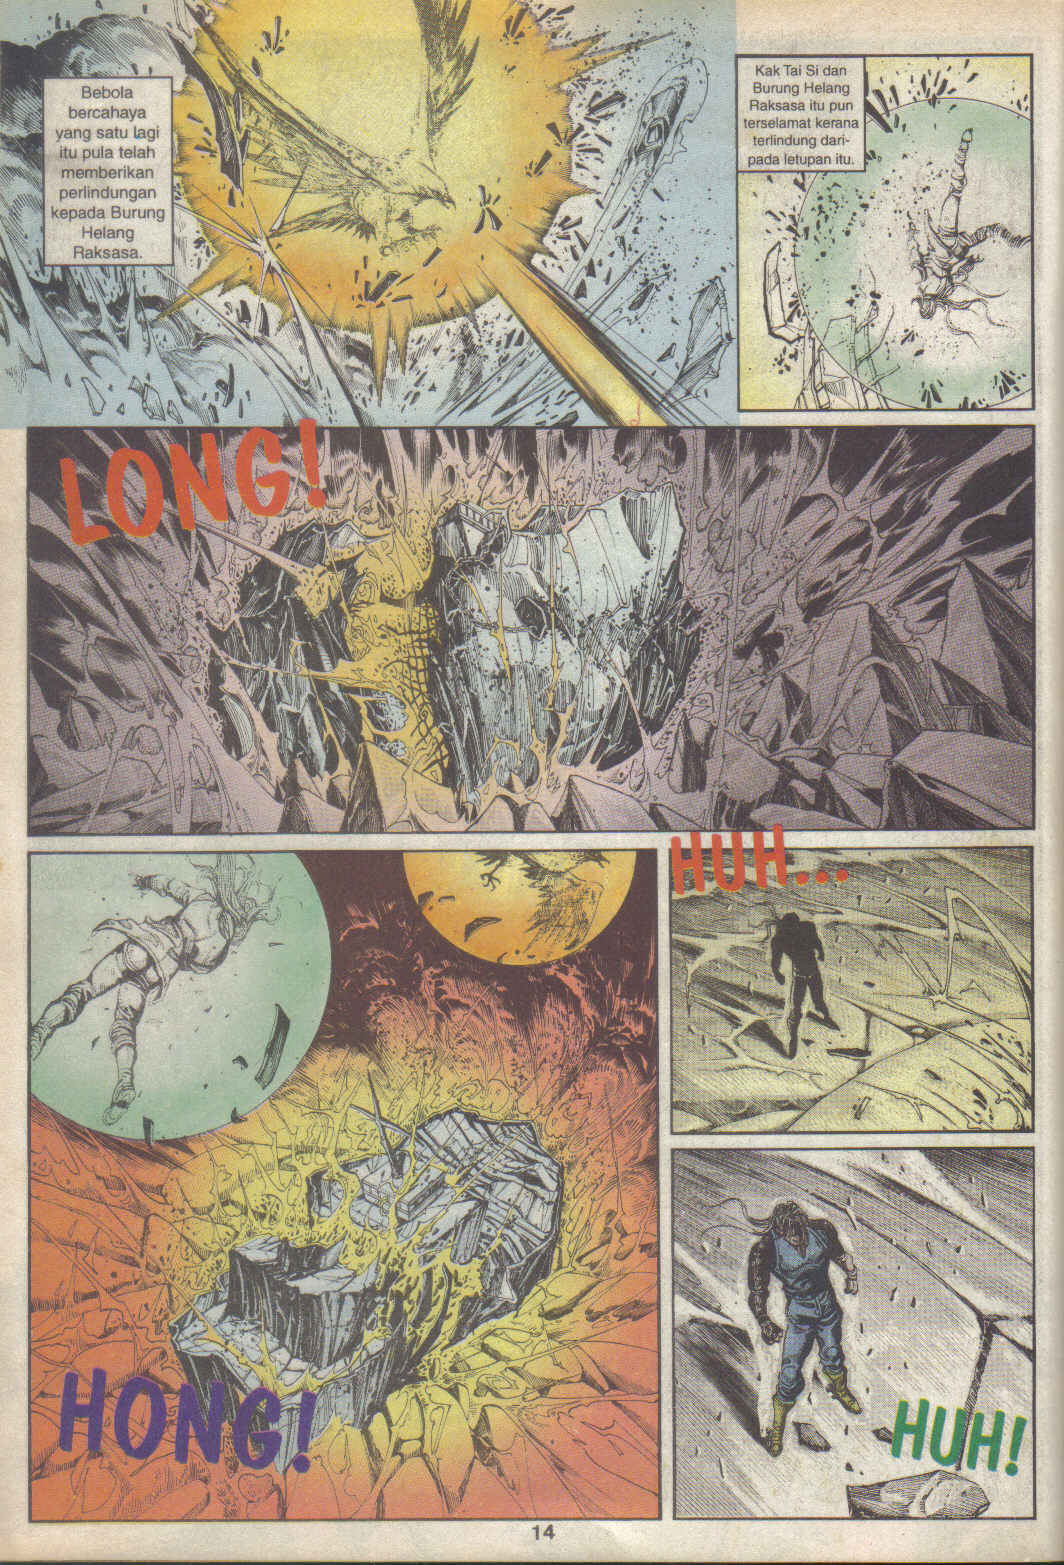 Bebola
bercahaya
yang satu lagi
itu pula telah
memberikan
perlindungan
kepada Burung
Helang
Raksasa.
Kak Tai Si dan
Burung Helang
Raksasa itu pun
terselamat kerana
terlindung dari-
pada letupan itu.
LONG!
HONG!
HUH...
HUH!
14